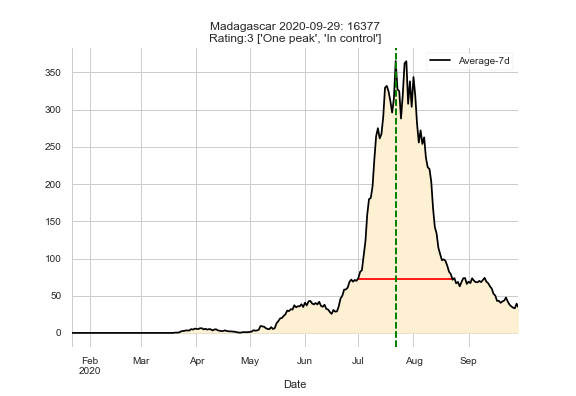 Madagascar 2020-09-29: 16377
Rating:3 ['One peak', 'In control']
Average-7d
350
300
250
200
150
100
50
0
Feb Mar Apr May Jun Jul Aug Sep
2020
Date